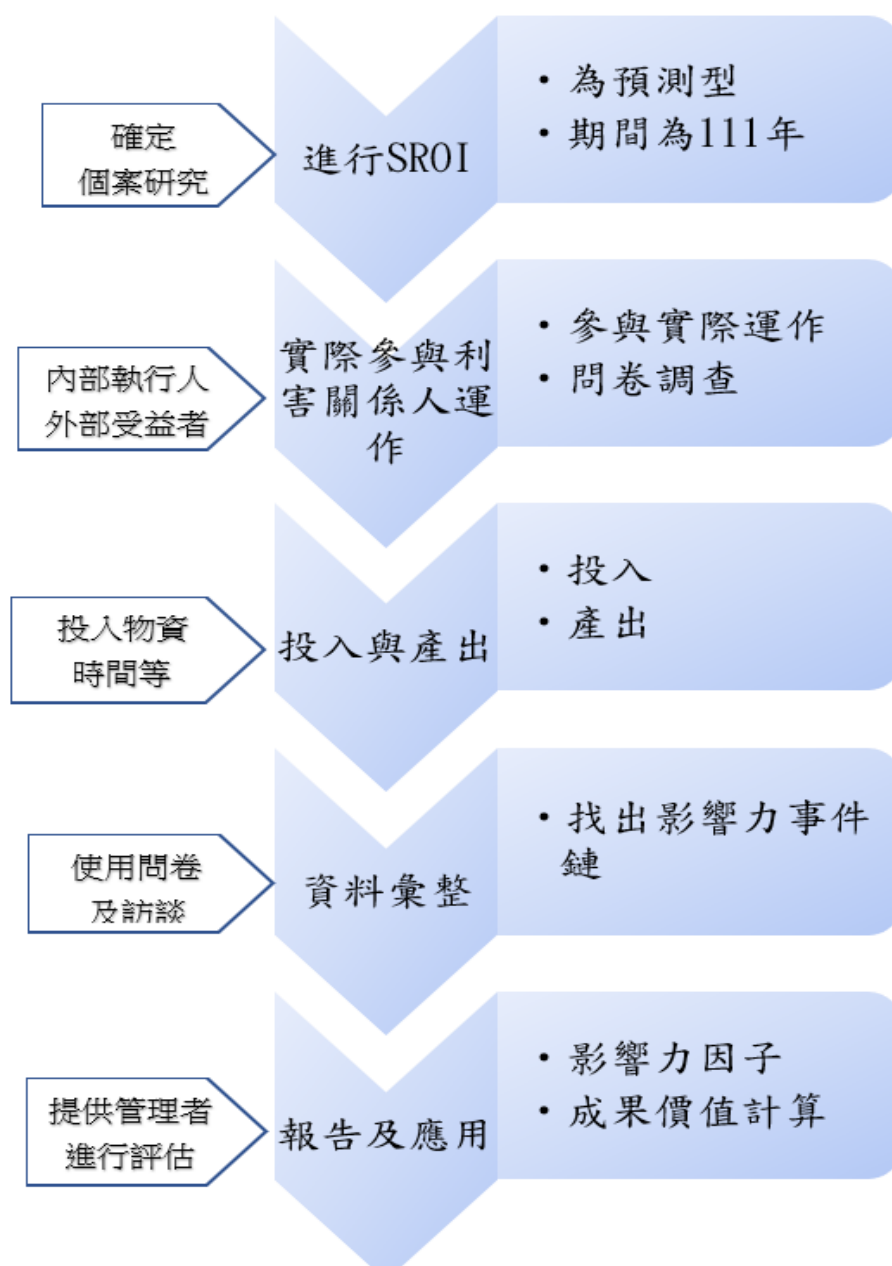 確定
個案研究
進行SROI
• 為預測型
• 期間為111年
內部執行人
外部受益者
實際參與利
害關係人運
作
• 參與實際運作
• 問卷調查
投入物資
時間等
投入與產出
• 投入
• 產出
使用問卷
及訪談
資料彙整
• 找出影響力事件
鏈
提供管理者
進行評估
報告及應用
• 影響力因子
• 成果價值計算